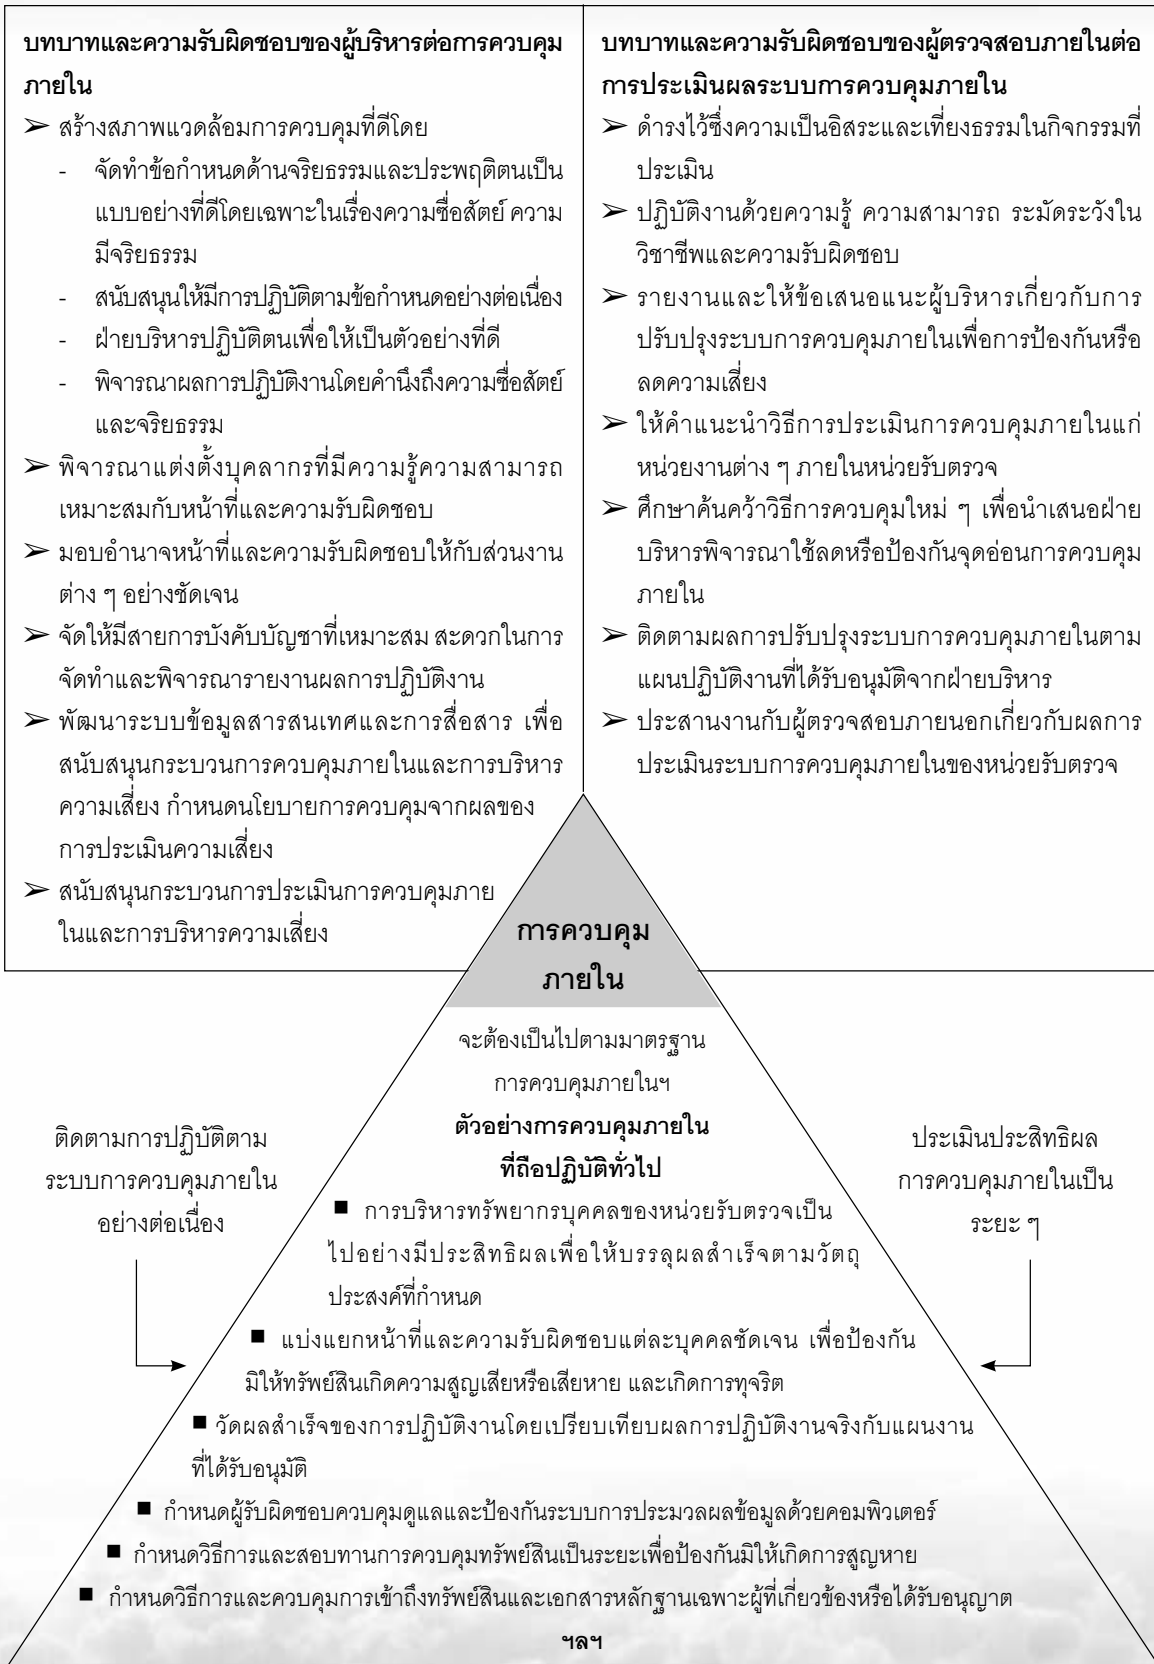 บทบาทและความรับผิดชอบของผู้บริหารต่อการควบคุม
ภายใน
➢ สร้างสภาพแวดล้อมการควบคุมที่ดีโดย
- จัดทำข้อกำหนดด้านจริยธรรมและประพฤติตนเป็น
แบบอย่างที่ดีโดยเฉพาะในเรื่องความซื่อสัตย์ ความ
มีจริยธรรม
- สนับสนุนให้มีการปฏิบัติตามข้อกำหนดอย่างต่อเนื่อง
- ฝ่ายบริหารปฏิบัติตนเพื่อให้เป็นตัวอย่างที่ดี
- พิจารณาผลการปฏิบัติงานโดยคำนึงถึงความซื่อสัตย์
และจริยธรรม
➢ พิจารณาแต่งตั้งบุคลากรที่มีความรู้ความสามารถ
เหมาะสมกับหน้าที่และความรับผิดชอบ
➢ มอบอำนาจหน้าที่และความรับผิดชอบให้กับส่วนงาน
ต่าง ๆ อย่างชัดเจน
➢ จัดให้มีสายการบังคับบัญชาที่เหมาะสม สะดวกในการ
จัดทำและพิจารณารายงานผลการปฏิบัติงาน
➢ พัฒนาระบบข้อมูลสารสนเทศและการสื่อสาร เพื่อ
สนับสนุนกระบวนการควบคุมภายในและการบริหาร
ความเสี่ยง กำหนดนโยบายการควบคุมจากผลของ
การประเมินความเสี่ยง
➢ สนับสนุนกระบวนการประเมินการควบคุมภาย
ในและการบริหารความเสี่ยง
บทบาทและความรับผิดชอบของผู้ตรวจสอบภายในต่อ
การประเมินผลระบบการควบคุมภายใน
➢ ดำรงไว้ซึ่งความเป็นอิสระและเที่ยงธรรมในกิจกรรมที่
ประเมิน
➢ ปฏิบัติงานด้วยความรู้ ความสามารถ ระมัดระวังใน
วิชาชีพและความรับผิดชอบ
➢ รายงานและให้ข้อเสนอแนะผู้บริหารเกี่ยวกับการ
ปรับปรุงระบบการควบคุมภายในเพื่อการป้องกันหรือ
ลดความเสี่ยง
➢ ให้คำแนะนำวิธีการประเมินการควบคุมภายในแก่
หน่วยงานต่าง ๆ ภายในหน่วยรับตรวจ
➢ ศึกษาค้นคว้าวิธีการควบคุมใหม่ ๆ เพื่อนำเสนอฝ่าย
บริหารพิจารณาใช้ลดหรือป้องกันจุดอ่อนการควบคุม
ภายใน
➢ ติดตามผลการปรับปรุงระบบการควบคุมภายในตาม
แผนปฏิบัติงานที่ได้รับอนุมัติจากฝ่ายบริหาร
➢ ประสานงานกับผู้ตรวจสอบภายนอกเกี่ยวกับผลการ
ประเมินระบบการควบคุมภายในของหน่วยรับตรวจ
การควบคุม
ภายใน
จะต้องเป็นไปตามมาตรฐาน
การควบคุมภายในฯ
ตัวอย่างการควบคุมภายใน
ที่ถือปฏิบัติทั่วไป
ติดตามการปฏิบัติตาม
ระบบการควบคุมภายใน
อย่างต่อเนื่อง
ประเมินประสิทธิผล
การควบคุมภายในเป็น
ระยะ ๆ
■ การบริหารทรัพยากรบุคคลของหน่วยรับตรวจเป็น
ไปอย่างมีประสิทธิผลเพื่อให้บรรลุผลสำเร็จตามวัตถุ
ประสงค์ที่กำหนด
■ แบ่งแยกหน้าที่และความรับผิดชอบแต่ละบุคคลชัดเจน เพื่อป้องกัน
มิให้ทรัพย์สินเกิดความสูญเสียหรือเสียหาย และเกิดการทุจริต
■ วัดผลสำเร็จของการปฏิบัติงานโดยเปรียบเทียบผลการปฏิบัติงานจริงกับแผนงาน
ที่ได้รับอนุมัติ
■ กำหนดผู้รับผิดชอบควบคุมดูแลและป้องกันระบบการประมวลผลข้อมูลด้วยคอมพิวเตอร์
■ กำหนดวิธีการและสอบทานการควบคุมทรัพย์สินเป็นระยะเพื่อป้องกันมิให้เกิดการสูญหาย
■ กำหนดวิธีการและควบคุมการเข้าถึงทรัพย์สินและเอกสารหลักฐานเฉพาะผู้ที่เกี่ยวข้องหรือได้รับอนุญาต
ฯลฯ